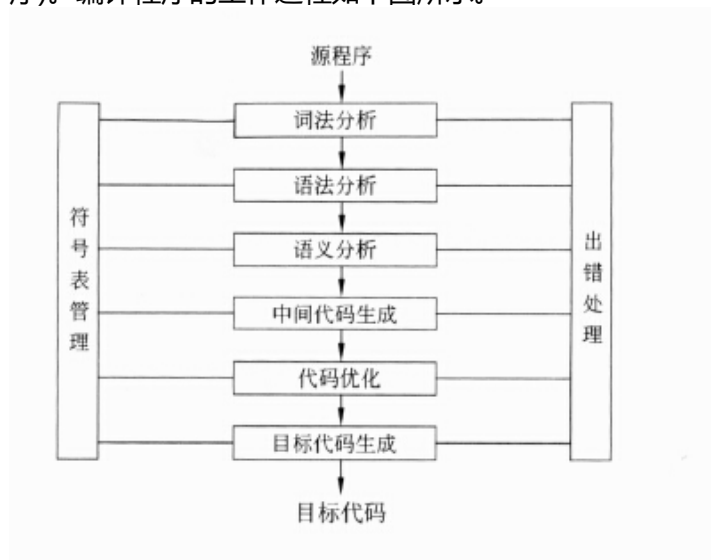 源程序
词法分析
语法分析
语义分析
中间代码生成
代码优化
目标代码生成
目标代码
符号表管理
出错处理